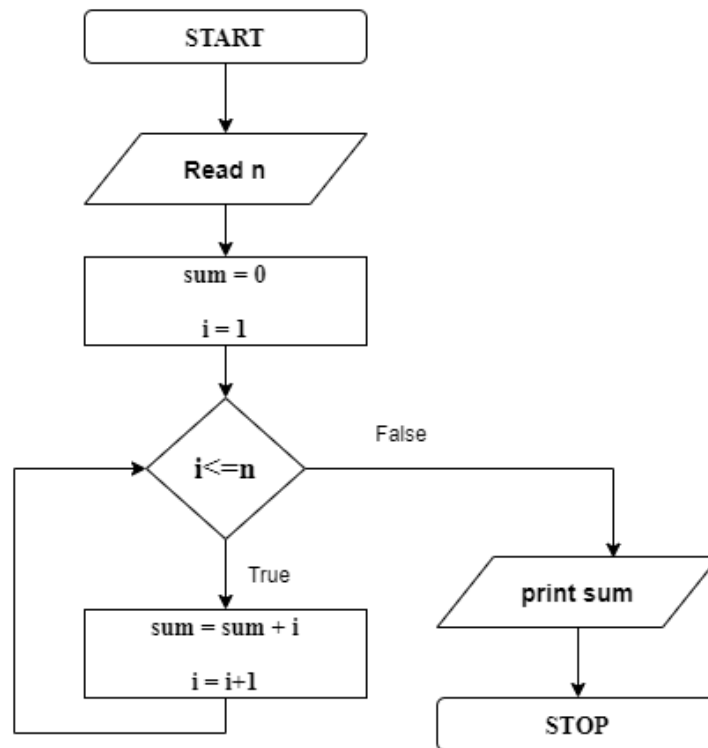 START
Read n
sum = 0
i = 1
i<=n
False
True
sum = sum + i
i = i+1
print sum
STOP